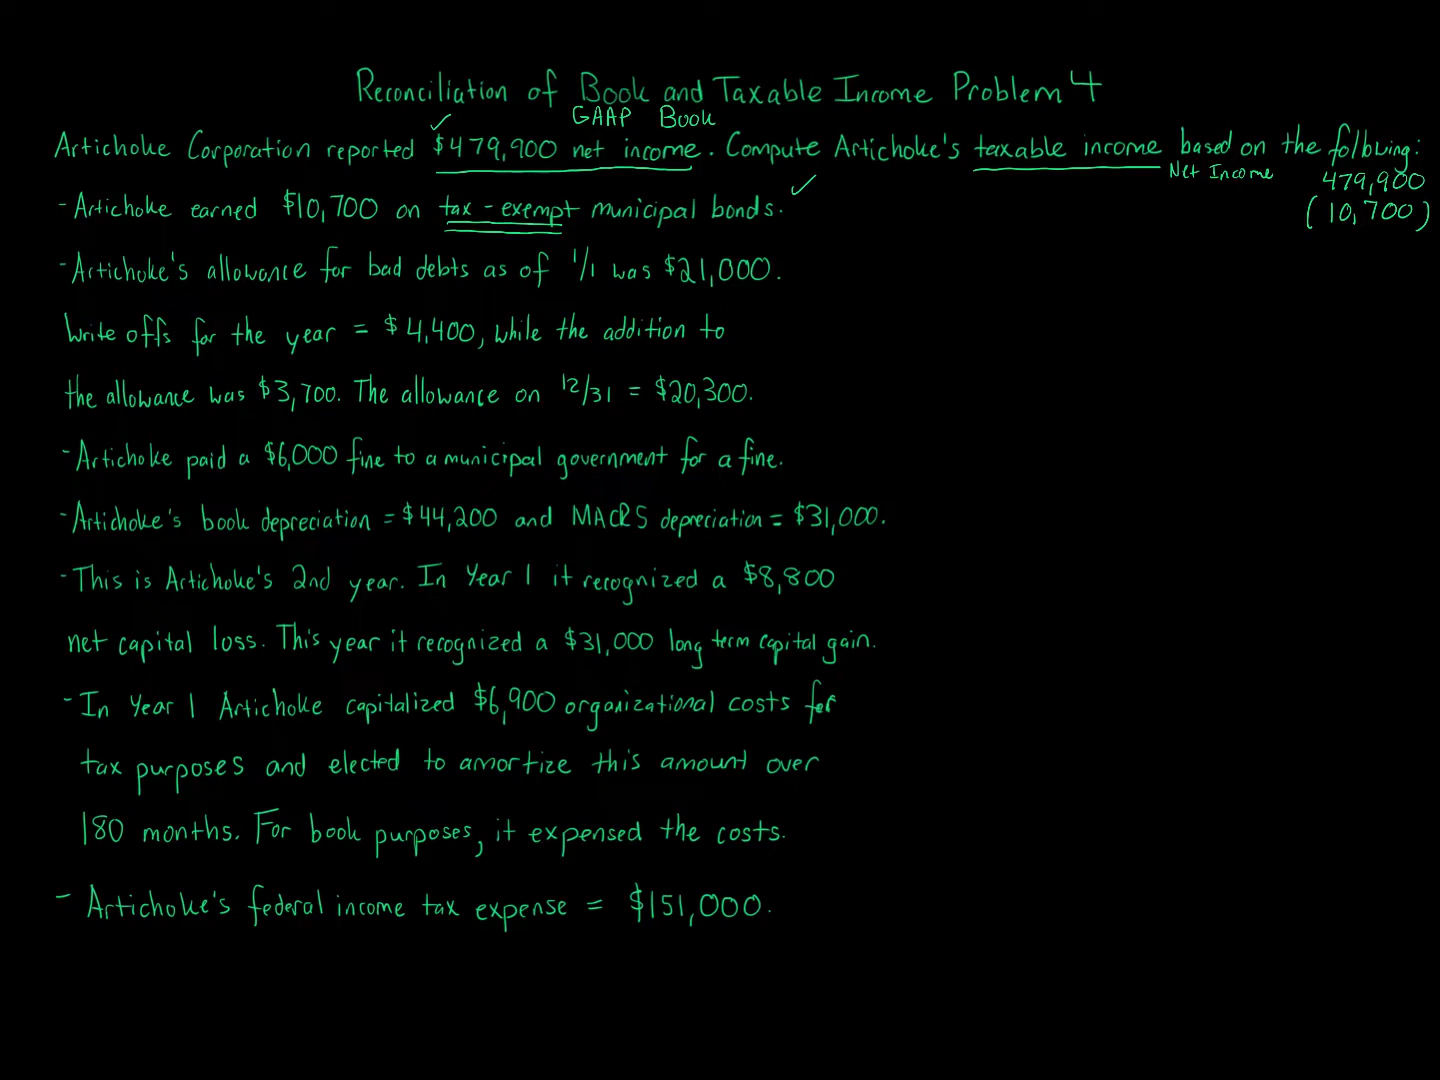 Reconciliation of Book and Taxable Income Problem 4
GAAP Book
Artichoke Corporation reported $479,900 net income. Compute Artichoke's taxable income based on the following:
Net Income 479,900
- Artichoke earned $10,700 on tax-exempt municipal bonds.
(10,700)
- Artichoke's allowance for bad debts as of 1/1 was $21,000.
Write offs for the year = $4,400, while the addition to
the allowance was $3,700. The allowance on 12/31 = $20,300.
- Artichoke paid a $6,000 fine to a municipal government for a fine.
- Artichoke's book depreciation = $44,200 and MACRS depreciation = $31,000.
- This is Artichoke's 2nd year. In Year 1 it recognized a $8,800
net capital loss. This year it recognized a $31,000 long term capital gain.
- In Year 1 Artichoke capitalized $6,900 organizational costs for
tax purposes and elected to amortize this amount over
180 months. For book purposes, it expensed the costs.
- Artichoke's federal income tax expense = $151,000.